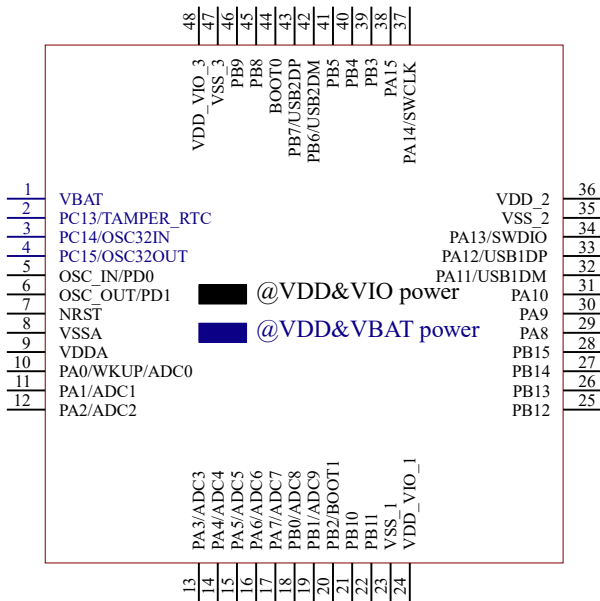 48 47 46 45 44 43 42 41 40 39 38 37
VDD_VIO_3
VSS_3
PB9
PB8
BOOT0
PB7/USB2DP
PB6/USB2DM
PB5
PB4
PB3
PA15
PA14/SWCLK
1 VBAT
2 PC13/TAMPER_RTC
3 PC14/OSC32IN
4 PC15/OSC32OUT
5 OSC_IN/PD0
6 OSC_OUT/PD1
7 NRST
8 VSSA
9 VDDA
10 PA0/WKUP/ADC0
11 PA1/ADC1
12 PA2/ADC2
@VDD&VIO power
@VDD&VBAT power
VDD_2 36
VSS_2 35
PA13/SWDIO 34
PA12/USB1DP 33
PA11/USB1DM 32
PA10 31
PA9 30
PA8 29
PB15 28
PB14 27
PB13 26
PB12 25
PA3/ADC3
PA4/ADC4
PA5/ADC5
PA6/ADC6
PA7/ADC7
PB0/ADC8
PB1/ADC9
PB2/BOOT1
PB10
PB11
VSS_1
VDD_VIO_1
13 14 15 16 17 18 19 20 21 22 23 24